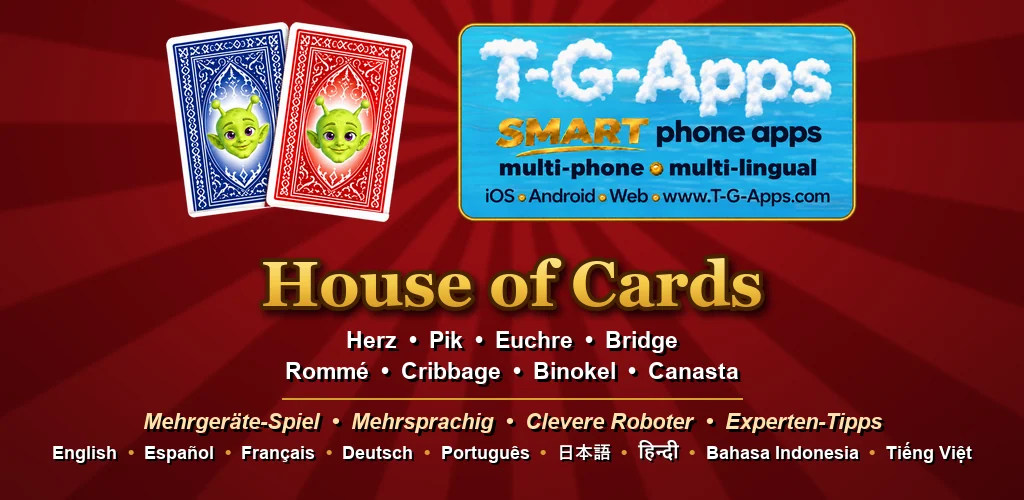 T-G-Apps
SMART phone apps
multi-phone • multi-lingual
iOS • Android • Web • www.T-G-Apps.com
House of Cards
Herz • Pik • Euchre • Bridge
Rommé • Cribbage • Binokel • Canasta
Mehrgeräte-Spiel • Mehrsprachig • Clevere Roboter • Experten-Tipps
English • Español • Français • Deutsch • Português • 日本語 • हिन्दी • Bahasa Indonesia • Tiếng Việt